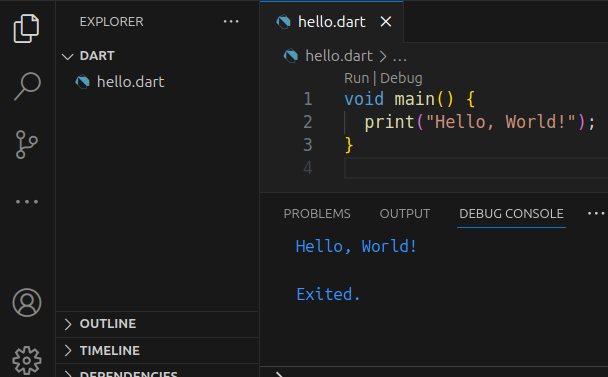 EXPLORER ...
DART
hello.dart
OUTLINE
TIMELINE
DEPENDENCIES
hello.dart
hello.dart > ...
Run | Debug
1 void main() {
2 print("Hello, World!");
3 }
4
PROBLEMS OUTPUT DEBUG CONSOLE ...
Hello, World!
Exited.